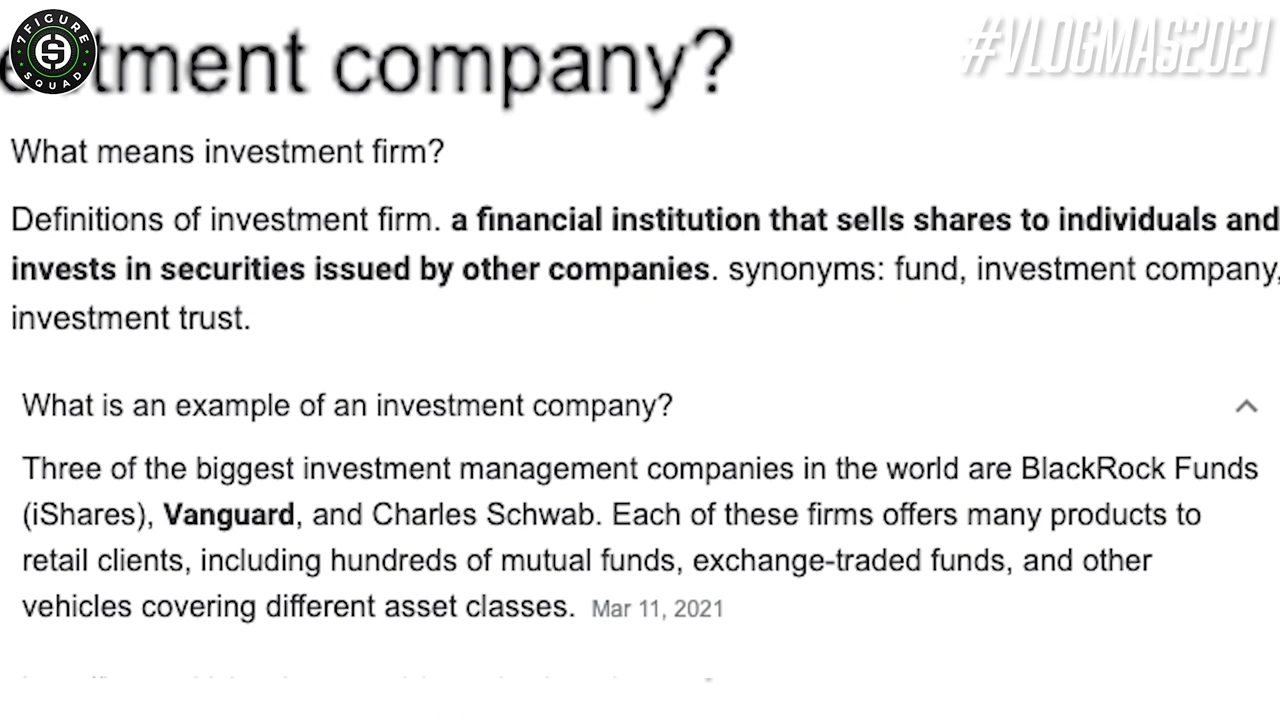 7 FIGURE SQUAD
#VLOGMAS2021
estment company?
What means investment firm?
Definitions of investment firm. a financial institution that sells shares to individuals and
invests in securities issued by other companies. synonyms: fund, investment company,
investment trust.
What is an example of an investment company?
Three of the biggest investment management companies in the world are BlackRock Funds
(iShares), Vanguard, and Charles Schwab. Each of these firms offers many products to
retail clients, including hundreds of mutual funds, exchange-traded funds, and other
vehicles covering different asset classes. Mar 11, 2021